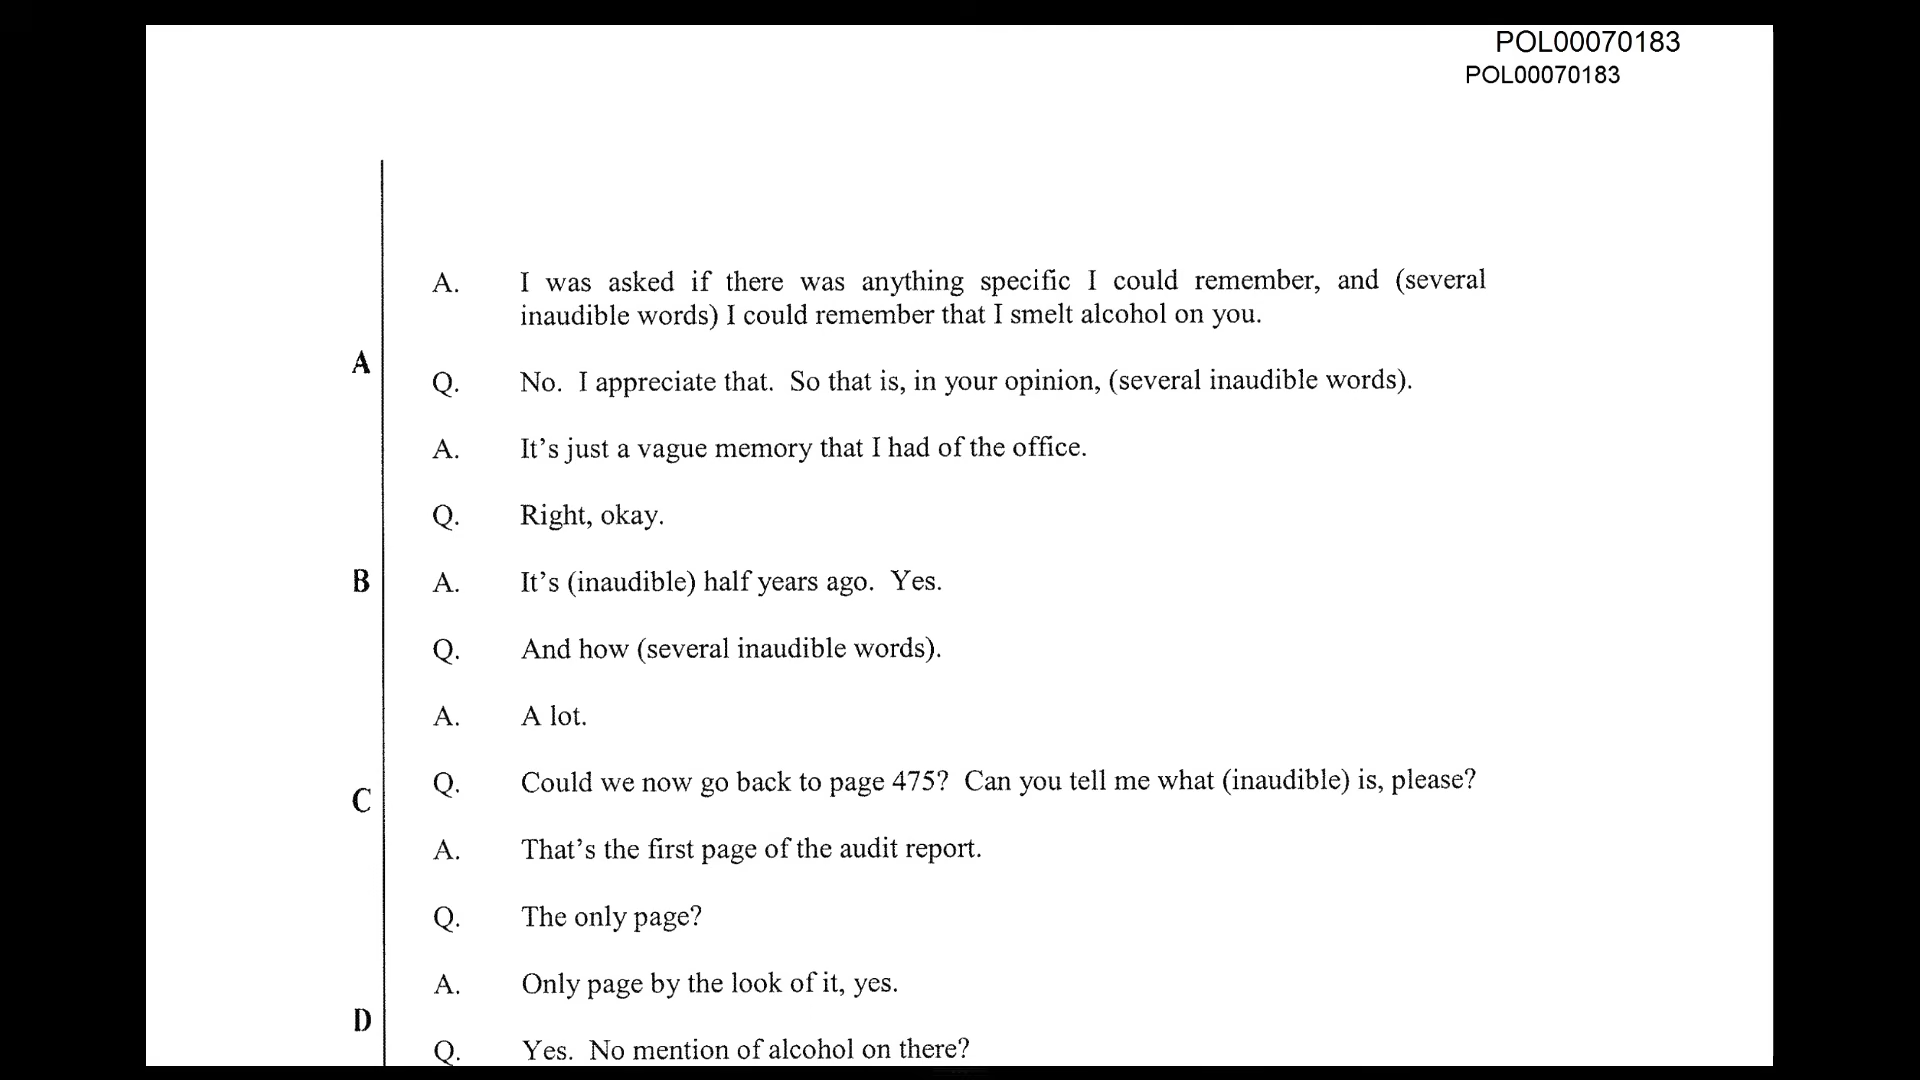 POL00070183
POL00070183
A. I was asked if there was anything specific I could remember, and (several
inaudible words) I could remember that I smelt alcohol on you.
A
Q. No. I appreciate that. So that is, in your opinion, (several inaudible words).
A. It's just a vague memory that I had of the office.
Q. Right, okay.
B A. It's (inaudible) half years ago. Yes.
Q. And how (several inaudible words).
A. A lot.
Q. Could we now go back to page 475? Can you tell me what (inaudible) is, please?
C
A. That's the first page of the audit report.
Q. The only page?
A. Only page by the look of it, yes.
D
Q. Yes. No mention of alcohol on there?